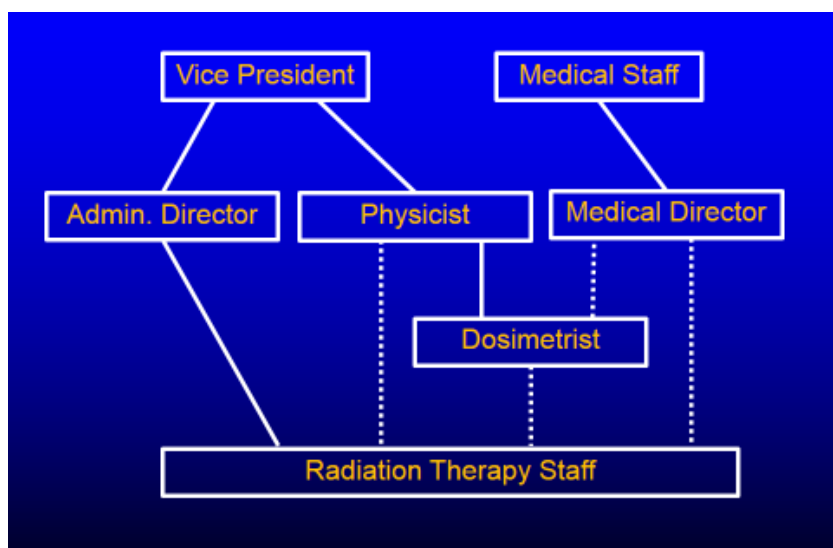 Vice President
Medical Staff
Admin. Director
Physicist
Medical Director
Dosimetrist
Radiation Therapy Staff